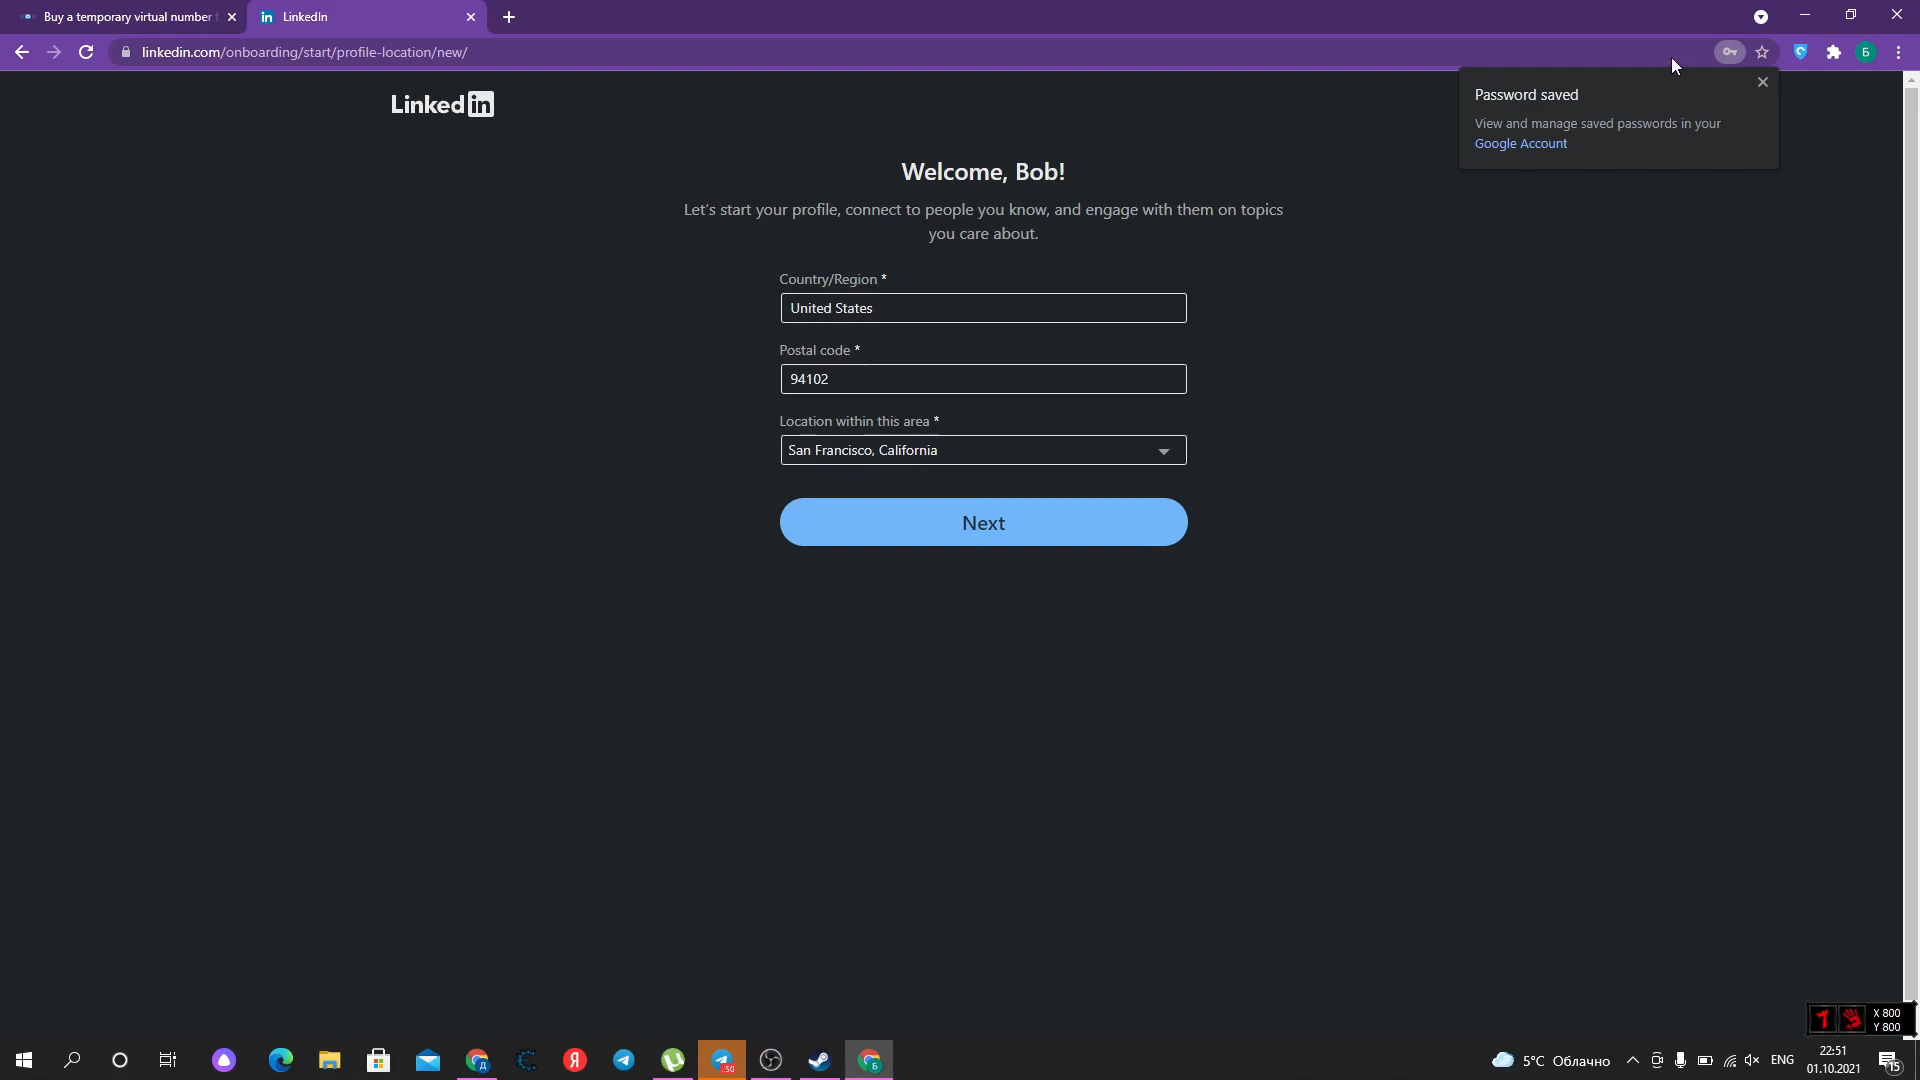 Buy a temporary virtual number f
LinkedIn
linkedin.com/onboarding/start/profile-location/new/
Б
Linked in
Password saved
View and manage saved passwords in your
Google Account
Welcome, Bob!
Let's start your profile, connect to people you know, and engage with them on topics
you care about.
Country/Region *
United States
Postal code *
94102
Location within this area *
San Francisco, California
Next
X 800
Y 800
Д
Я
50
Б
5°C Облачно
ENG
22:51
01.10.2021
15